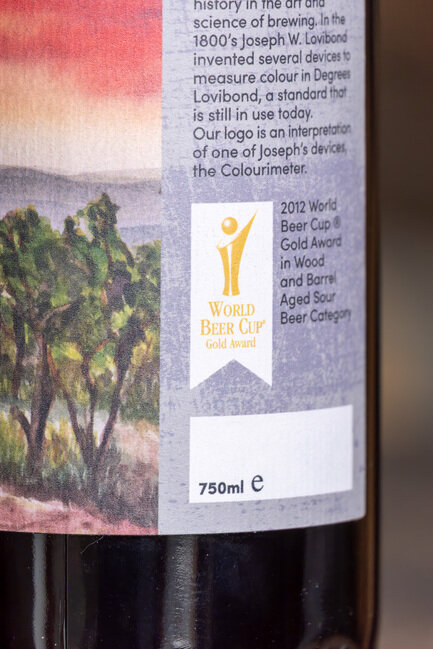 history in the art and
science of brewing. In the
1800's Joseph W. Lovibond
invented several devices to
measure colour in Degrees
Lovibond, a standard that
is still in use today.
Our logo is an interpretation
of one of Joseph's devices,
the Colourimeter.
2012 World
Beer Cup ®
Gold Award
in Wood
and Barrel
Aged Sour
Beer Category
WORLD
BEER CUP®
Gold Award
750ml e